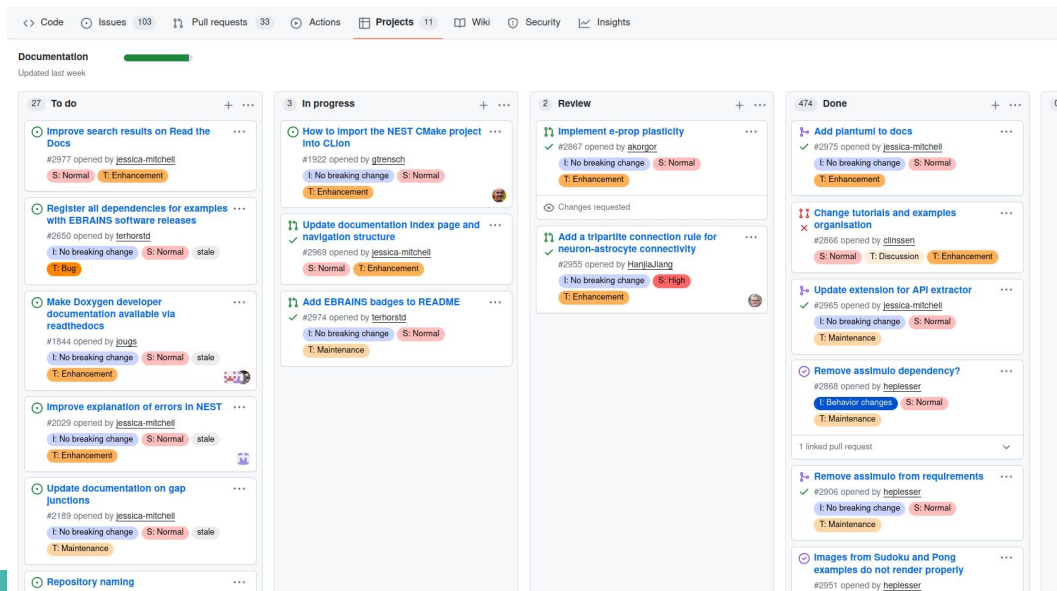 Code Issues 103 Pull requests 33 Actions Projects 11 Wiki Security Insights
Documentation
Updated last week
27 To do
Improve search results on Read the
Docs
#2977 opened by jessica-mitchell
S: Normal T: Enhancement
Register all dependencies for examples
with EBRAINS software releases
#2650 opened by terhorstd
I: No breaking change S: Normal stale
T: Bug
Make Doxygen developer
documentation available via
readthedocs
#1844 opened by jougs
I: No breaking change S: Normal stale
T: Enhancement
Improve explanation of errors in NEST
#2029 opened by jessica-mitchell
I: No breaking change S: Normal stale
T: Enhancement
Update documentation on gap
junctions
#2189 opened by jessica-mitchell
I: No breaking change S: Normal stale
T: Maintenance
Repository naming
3 In progress
How to import the NEST CMake project
into CLion
#1922 opened by gtrensch
I: No breaking change S: Normal
T: Enhancement
Update documentation index page and
navigation structure
#2969 opened by jessica-mitchell
S: Normal T: Enhancement
Add EBRAINS badges to README
#2974 opened by terhorstd
I: No breaking change S: Normal
T: Maintenance
2 Review
Implement e-prop plasticity
#2867 opened by akorgor
I: No breaking change S: Normal
T: Enhancement
Changes requested
Add a tripartite connection rule for
neuron-astrocyte connectivity
#2955 opened by HanjiaJiang
I: No breaking change S: High
T: Enhancement
474 Done
Add plantuml to docs
#2975 opened by jessica-mitchell
I: No breaking change S: Normal
T: Enhancement
Change tutorials and examples
organisation
#2866 opened by clinssen
S: Normal T: Discussion T: Enhancement
Update extension for API extractor
#2965 opened by jessica-mitchell
I: No breaking change S: Normal
T: Maintenance
Remove assimulo dependency?
#2868 opened by heplesser
I: Behavior changes S: Normal
T: Maintenance
1 linked pull request
Remove assimulo from requirements
#2906 opened by heplesser
I: No breaking change S: Normal
T: Maintenance
Images from Sudoku and Pong
examples do not render properly
#2951 opened by heplesser